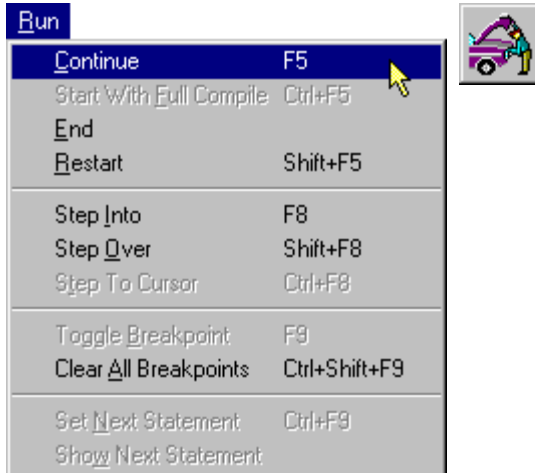 Run
Continue F5
Start With Full Compile Ctrl+F5
End
Restart Shift+F5
Step Into F8
Step Over Shift+F8
Step To Cursor Ctrl+F8
Toggle Breakpoint F9
Clear All Breakpoints Ctrl+Shift+F9
Set Next Statement Ctrl+F9
Show Next Statement